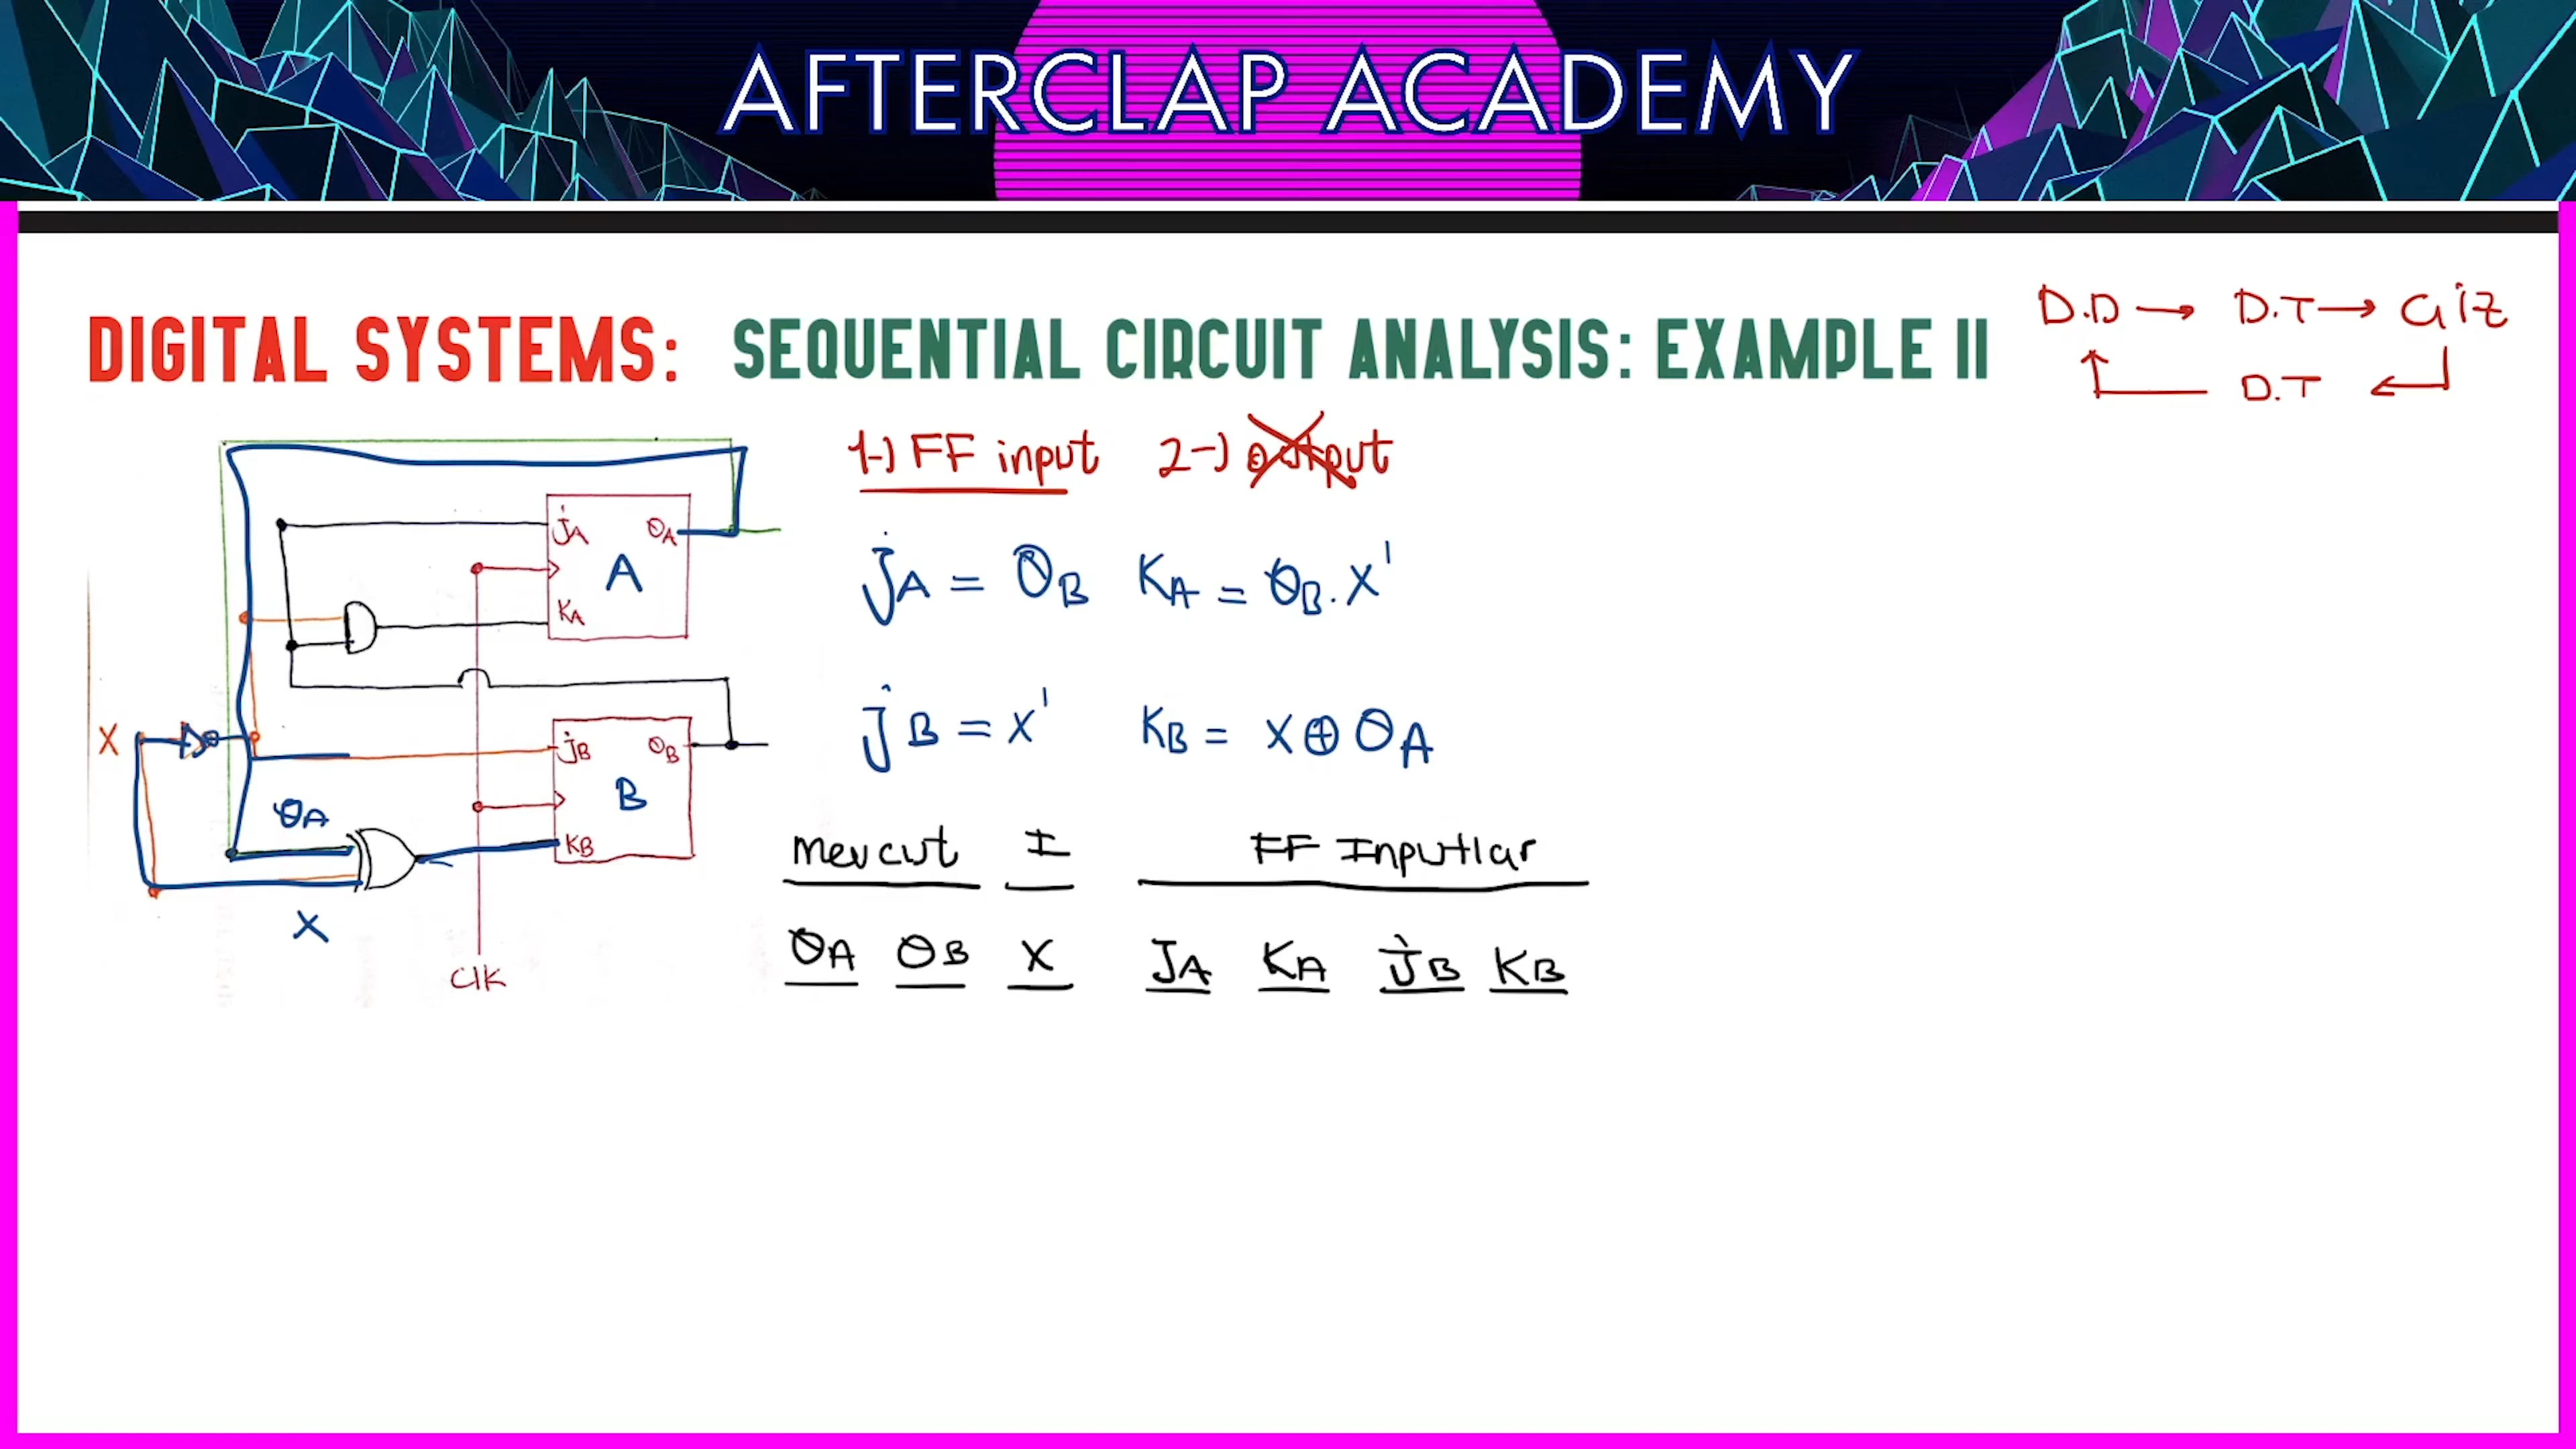 AFTERCLAP ACADEMY
DIGITAL SYSTEMS: SEQUENTIAL CIRCUIT ANALYSIS: EXAMPLE II
D.D → D.T → Çiz
D.T
1-) FF input 2-) output
JA QA
A
KA
JA = QB KA = QB.X'
X
JB QB
B
KB
JB = X' KB = X⊕QA
QA
X
CLK
Mevcut I FF Inputlar
QA QB X JA KA JB KB